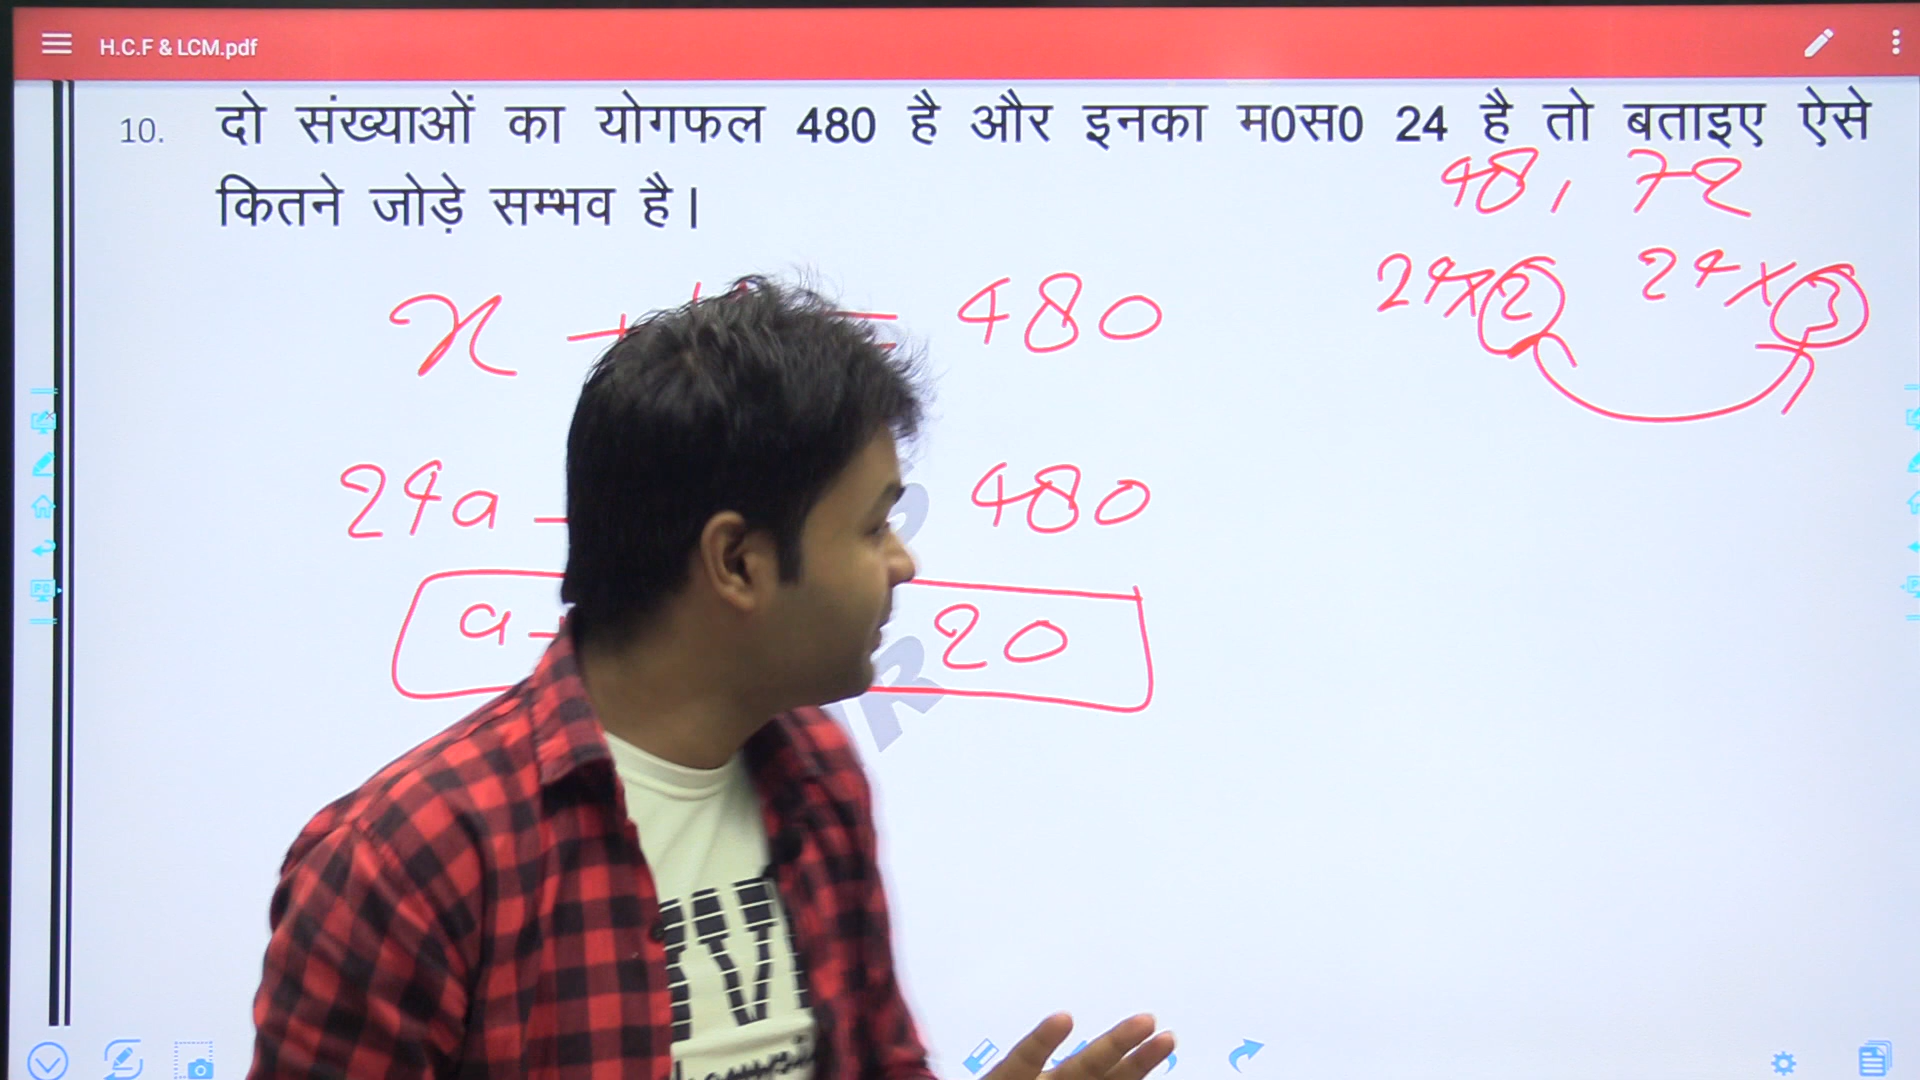 H.C.F & LCM.pdf
10. दो संख्याओं का योगफल 480 है और इनका म0स0 24 है तो बताइए ऐसे
कितने जोड़े सम्भव है।
48, 72
24×2 24×3
x + = 480
24a 480
a+ 20